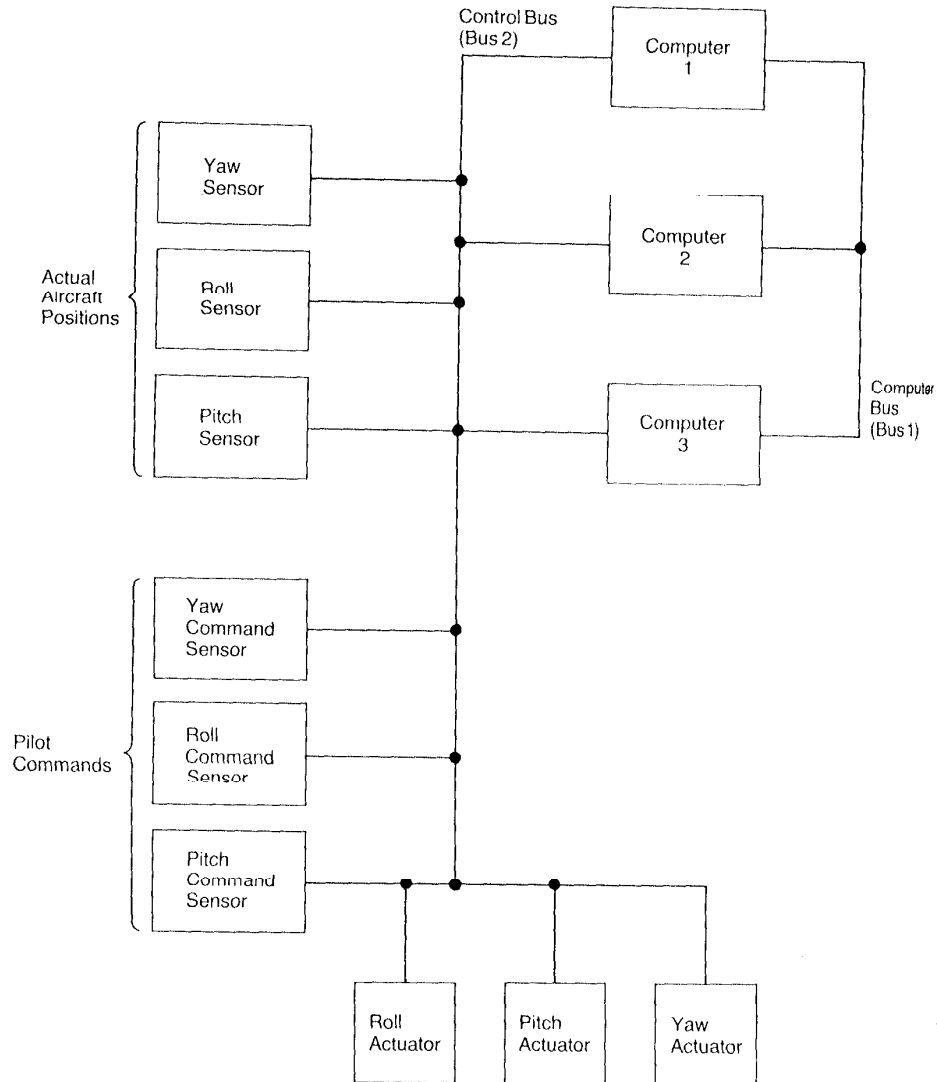 Control Bus
(Bus 2)
Computer
1
Yaw
Sensor
Computer
2
Actual
Aircraft
Positions
Roll
Sensor
Pitch
Sensor
Computer
3
Computer
Bus
(Bus 1)
Yaw
Command
Sensor
Pilot
Commands
Roll
Command
Sensor
Pitch
Command
Sensor
Roll
Actuator
Pitch
Actuator
Yaw
Actuator